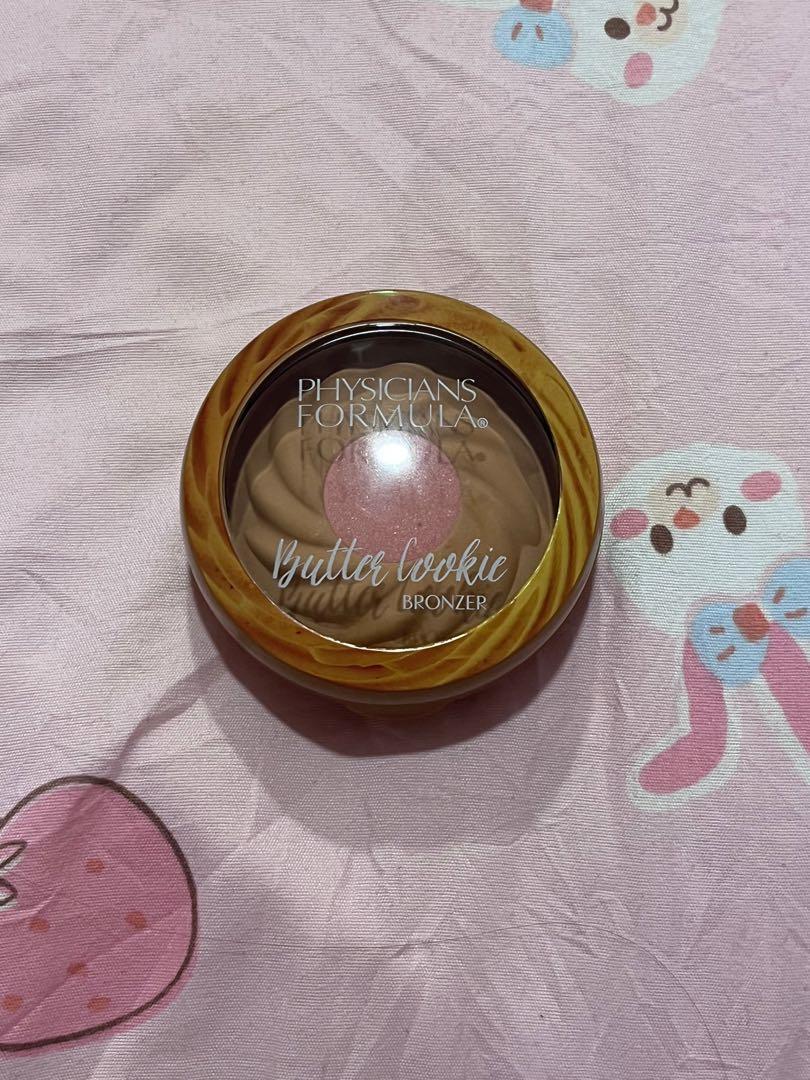 PHYSICIANS
FORMULA®
Butter Cookie
BRONZER